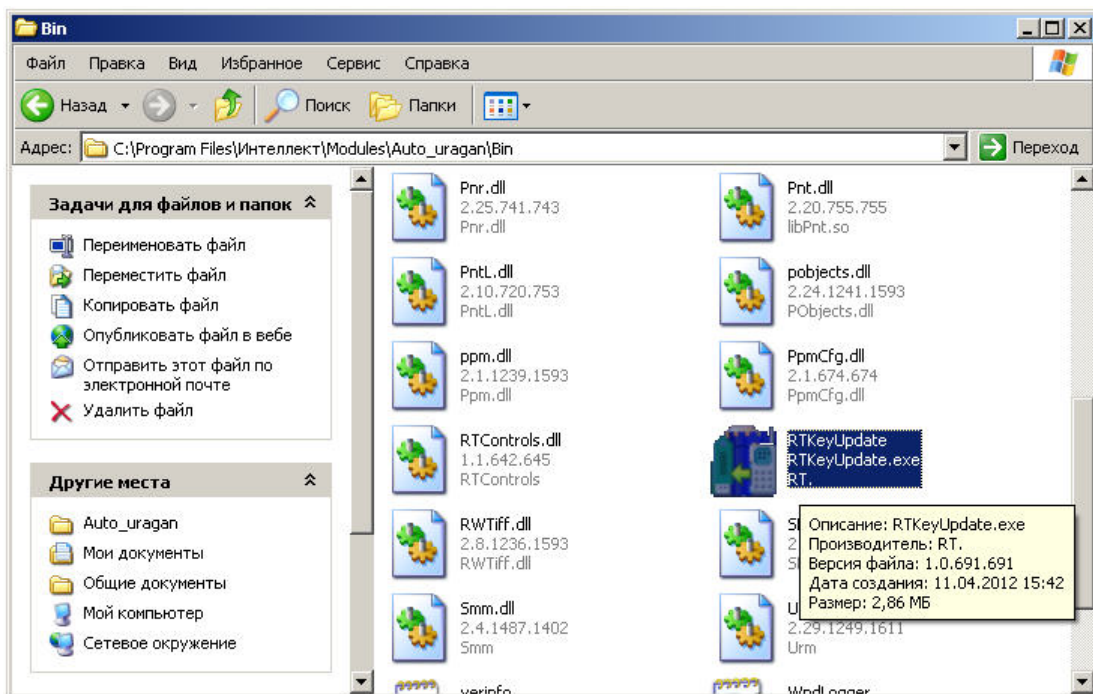 Bin
Файл Правка Вид Избранное Сервис Справка
Назад Поиск Папки
Адрес: C:\Program Files\Интеллект\Modules\Auto_uragan\Bin Переход
Задачи для файлов и папок
Переименовать файл
Переместить файл
Копировать файл
Опубликовать файл в вебе
Отправить этот файл по
электронной почте
Удалить файл
Другие места
Auto_uragan
Мои документы
Общие документы
Мой компьютер
Сетевое окружение
Pnr.dll
2.25.741.743
Pnr.dll
Pnt.dll
2.20.755.755
libPnt.so
PntL.dll
2.10.720.753
PntL.dll
pobjects.dll
2.24.1241.1593
PObjects.dll
ppm.dll
2.1.1239.1593
Ppm.dll
PpmCfg.dll
2.1.674.674
PpmCfg.dll
RTControls.dll
1.1.642.645
RTControls
RTKeyUpdate
RTKeyUpdate.exe
RT.
RWTiff.dll
2.8.1236.1593
RWTiff.dll
Описание: RTKeyUpdate.exe
Производитель: RT.
Версия файла: 1.0.691.691
Дата создания: 11.04.2012 15:42
Размер: 2,86 МБ
Smm.dll
2.4.1487.1402
Smm
2.29.1249.1611
Urm
verinfo
WndLogger